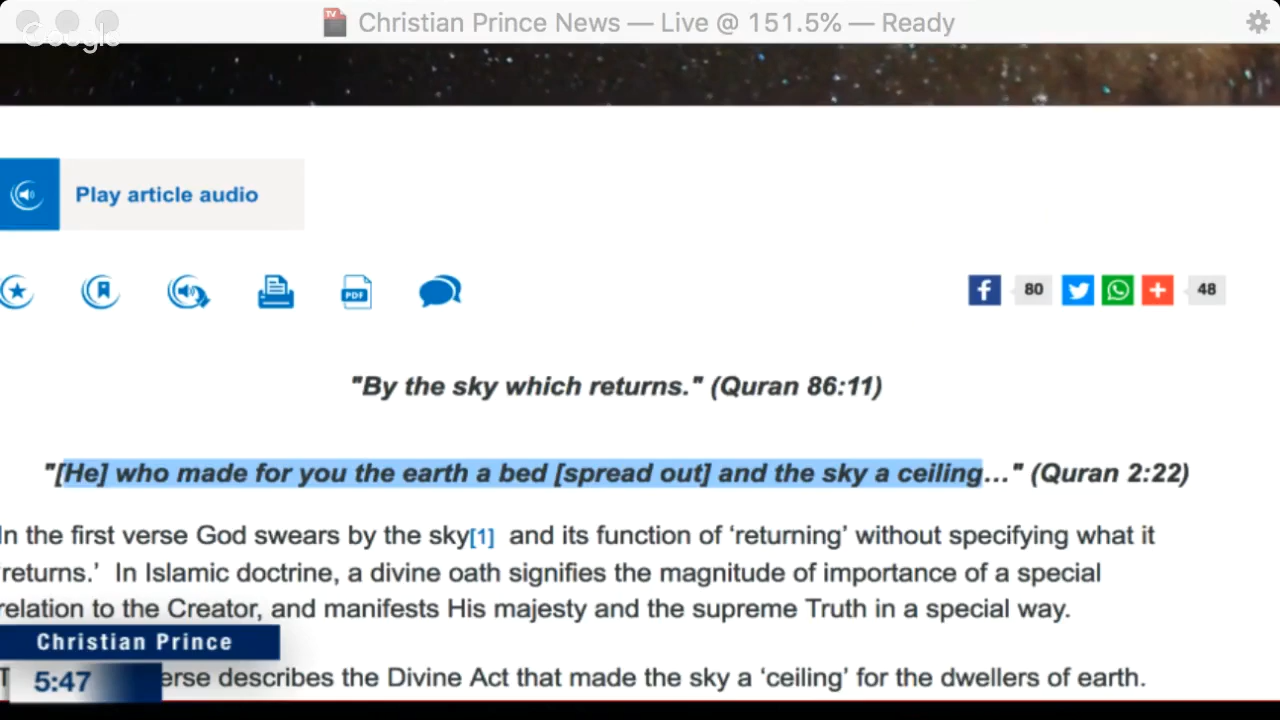 Christian Prince News — Live @ 151.5% — Ready
Google
Play article audio
PDF
80
48
"By the sky which returns." (Quran 86:11)
"[He] who made for you the earth a bed [spread out] and the sky a ceiling..." (Quran 2:22)
In the first verse God swears by the sky[1] and its function of ‘returning’ without specifying what it
‘returns.’ In Islamic doctrine, a divine oath signifies the magnitude of importance of a special
relation to the Creator, and manifests His majesty and the supreme Truth in a special way.
Christian Prince
5:47
describes the Divine Act that made the sky a ‘ceiling’ for the dwellers of earth.